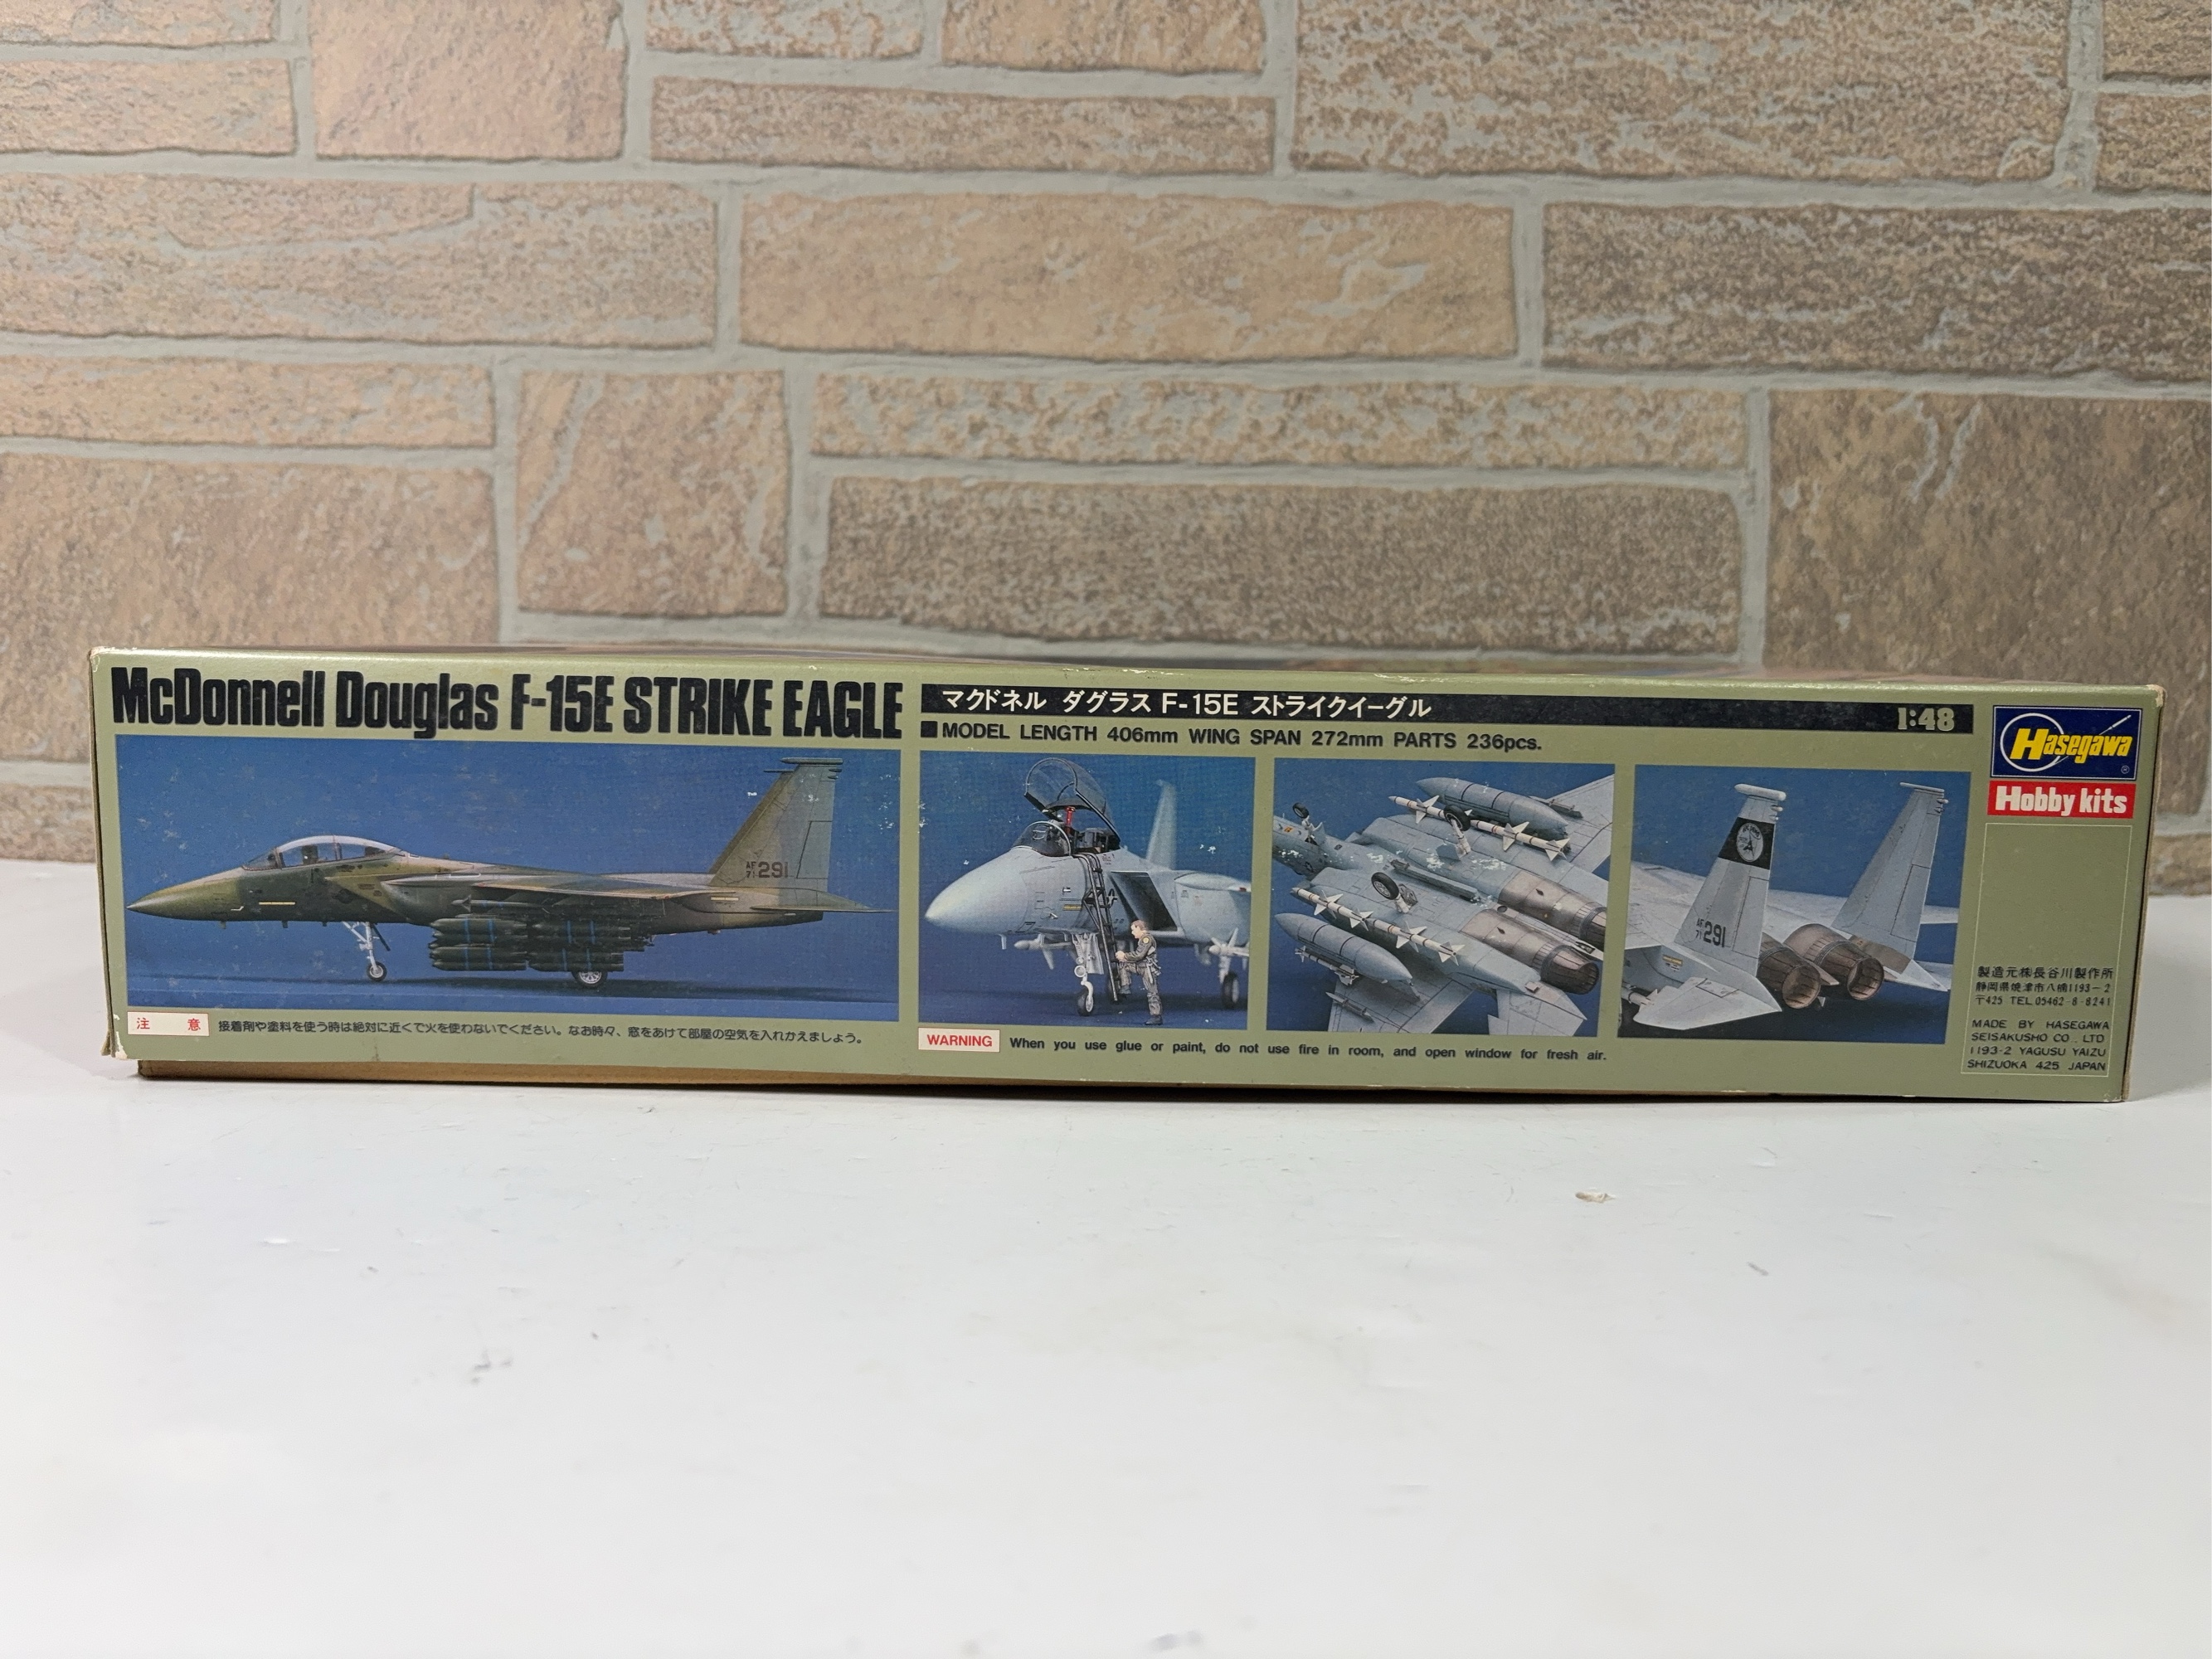 McDonnell Douglas F-15E STRIKE EAGLE
マクドネル ダグラス F-15E ストライクイーグル
1:48
■MODEL LENGTH 406mm WING SPAN 272mm PARTS 236pcs.
Hasegawa
®
Hobby kits
AF
71 291
AF
71 291
注 意
接着剤や塗料を使う時は絶対に近くで火を使わないでください。なお時々、窓をあけて部屋の空気を入れかえましょう。
WARNING
When you use glue or paint, do not use fire in room, and open window for fresh air.
製造元㈱長谷川製作所
静岡県焼津市八楠1193-2
〒425 TEL 05462-8-8241
MADE BY HASEGAWA
SEISAKUSHO CO., LTD
1193-2 YAGUSU YAIZU
SHIZUOKA 425 JAPAN